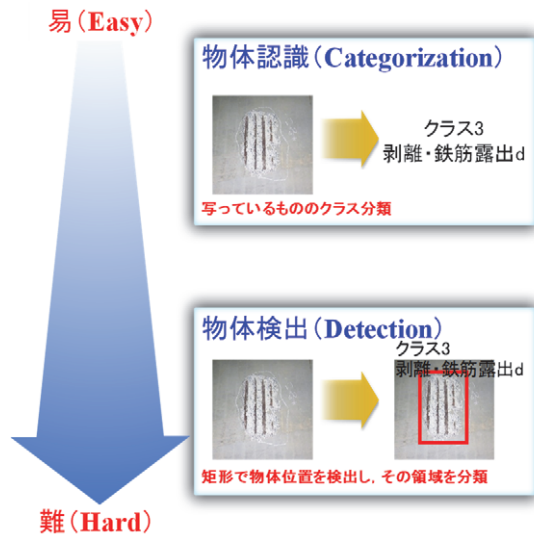 易(Easy)
物体認識(Categorization)
クラス3
剥離・鉄筋露出d
写っているもののクラス分類
物体検出(Detection)
クラス3
剥離・鉄筋露出d
矩形で物体位置を検出し,その領域を分類
難(Hard)